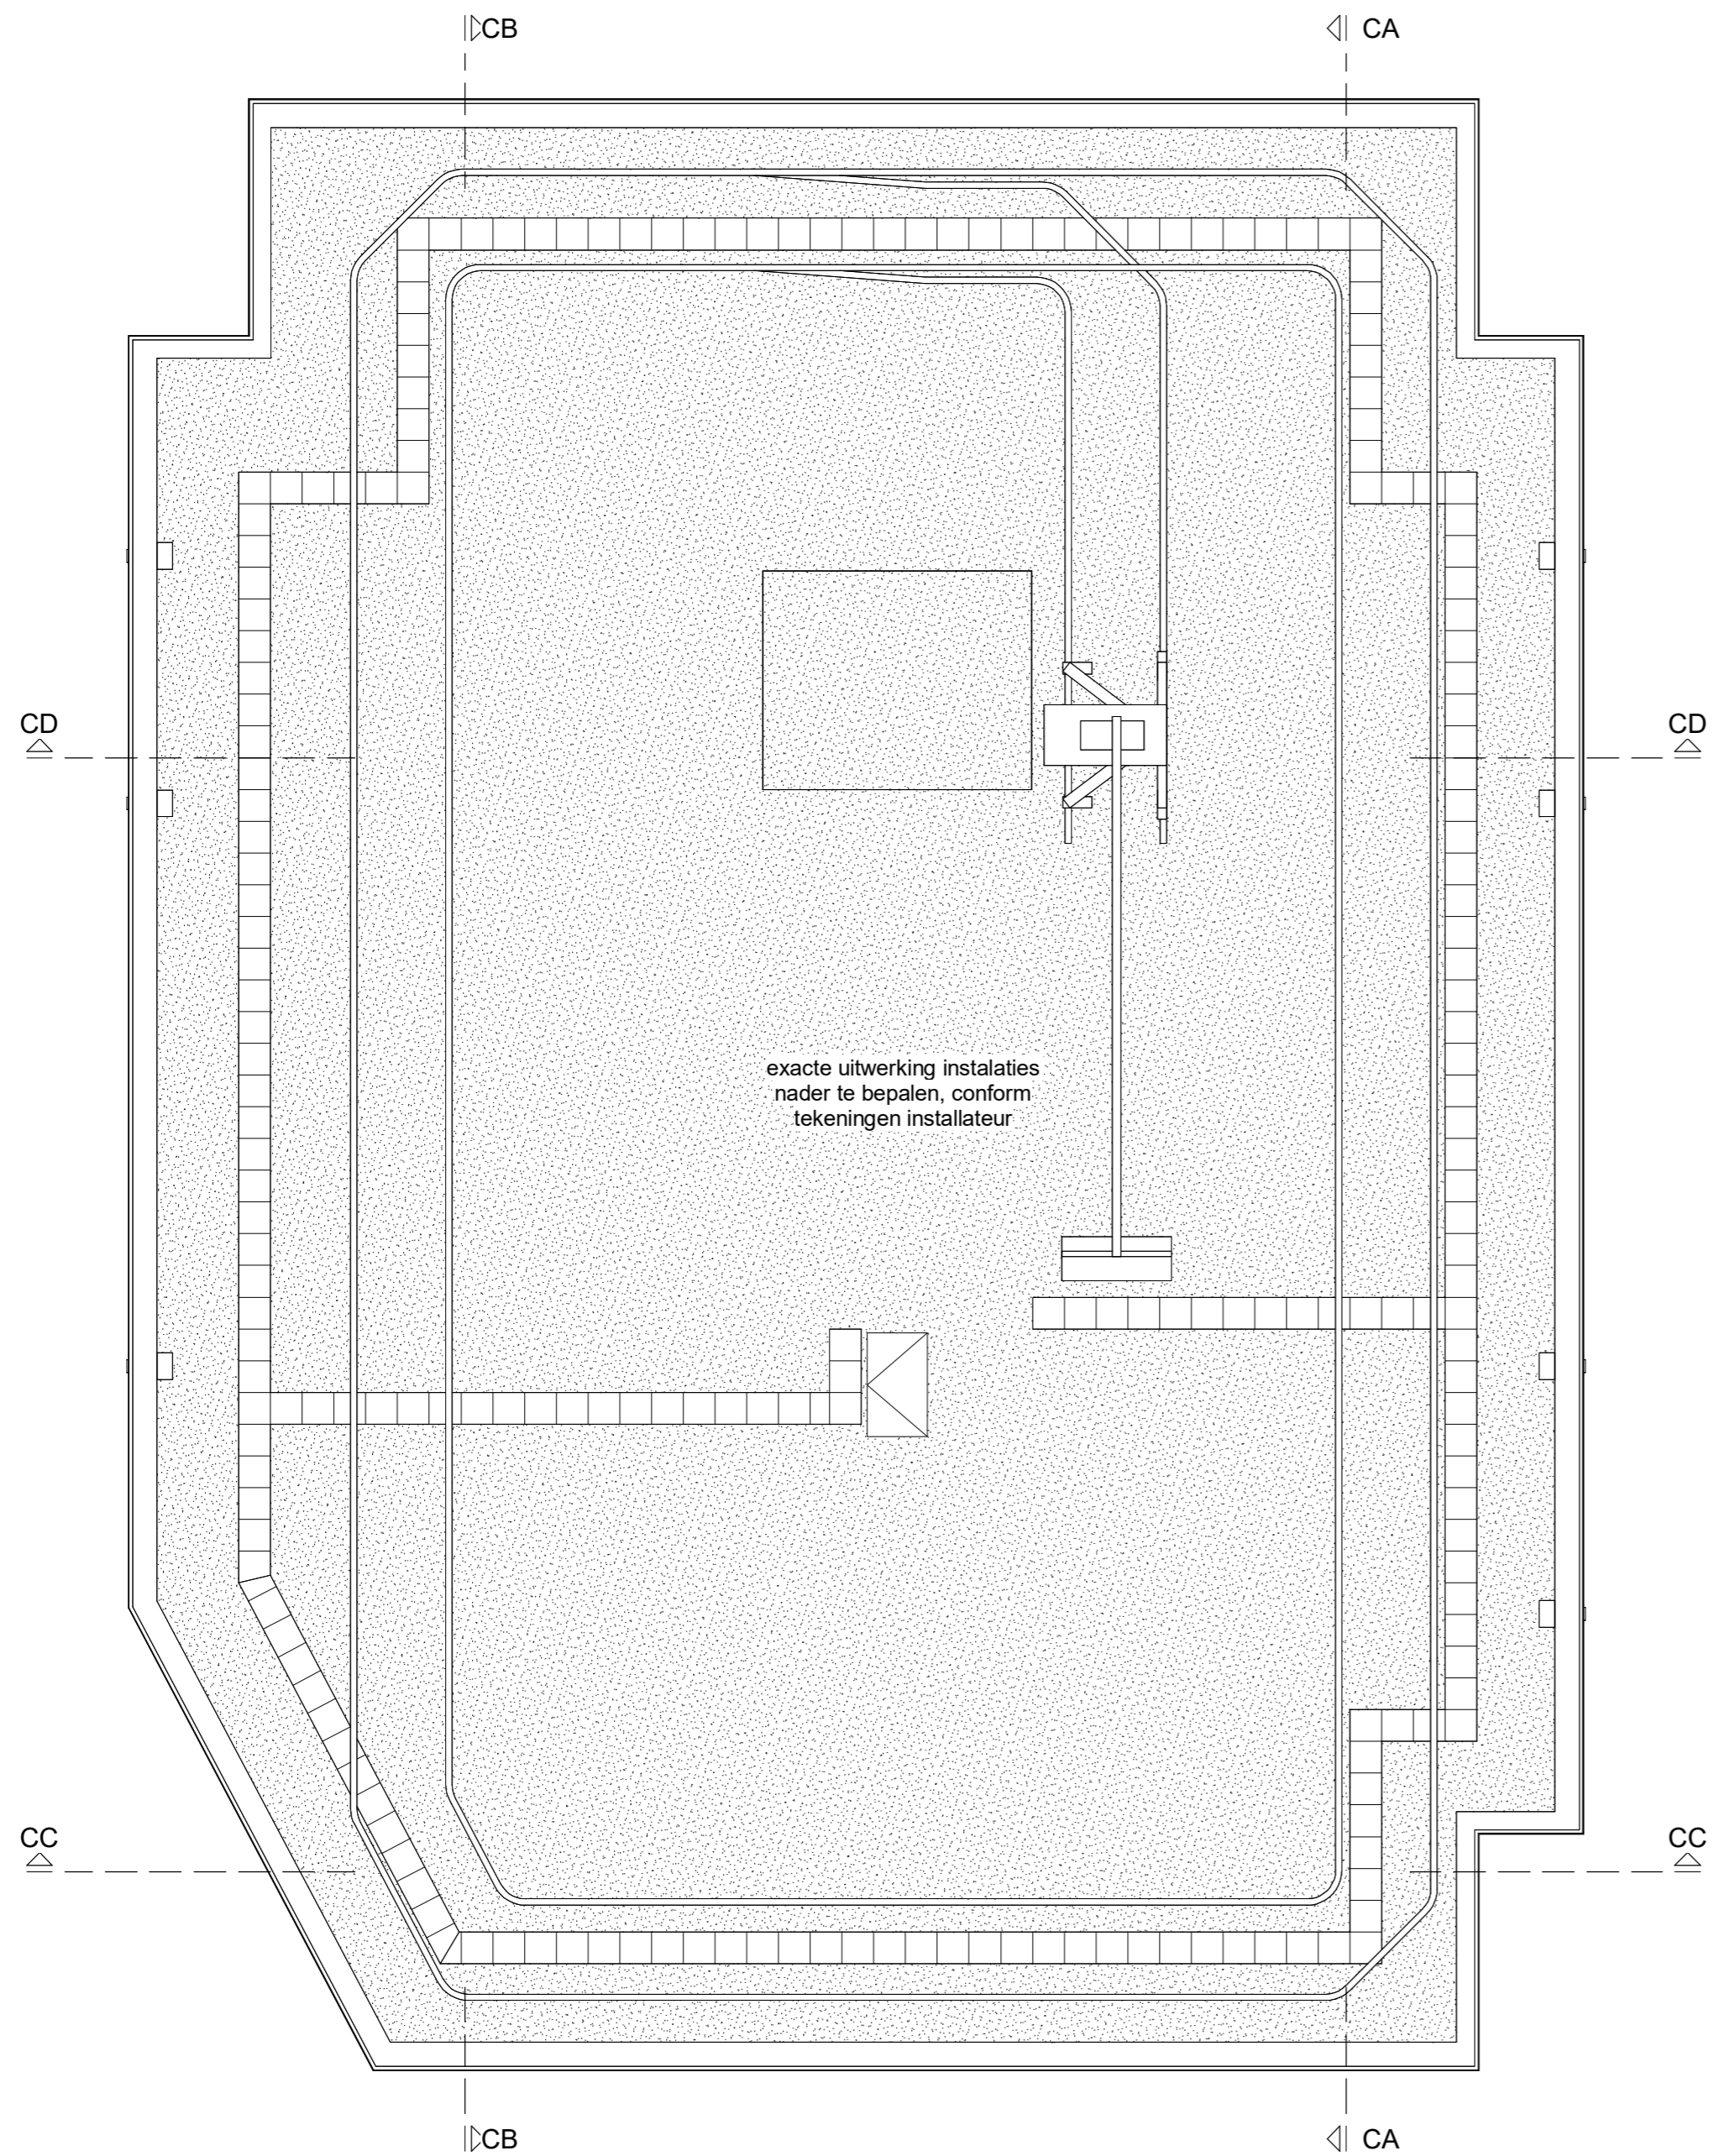 CB
CA
CD
CD
exacte uitwerking instalaties
nader te bepalen, conform
tekeningen installateur
CC
CC
CB
CA